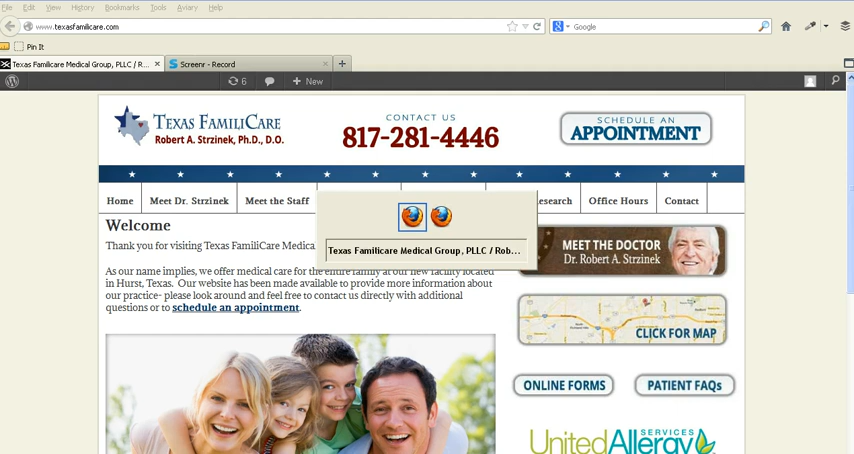 File Edit View History Bookmarks Tools Aviary Help
www.texasfamilicare.com
Google
Pin It
Texas Familicare Medical Group, PLLC / R...
Screenr - Record
6
New
TEXAS FAMILICARE
Robert A. Strzinek, Ph.D., D.O.
CONTACT US
817-281-4446
SCHEDULE AN
APPOINTMENT
Home
Meet Dr. Strzinek
Meet the Staff
esearch
Office Hours
Contact
Texas Familicare Medical Group, PLLC / Rob...
Welcome
Thank you for visiting Texas FamiliCare Medica
As our name implies, we offer medical care for the entire family at our new facility located
in Hurst, Texas. Our website has been made available to provide more information about
our practice- please look around and feel free to contact us directly with additional
questions or to schedule an appointment.
MEET THE DOCTOR
Dr. Robert A. Strzinek
CLICK FOR MAP
ONLINE FORMS
PATIENT FAQs
SERVICES
UnitedAllergy